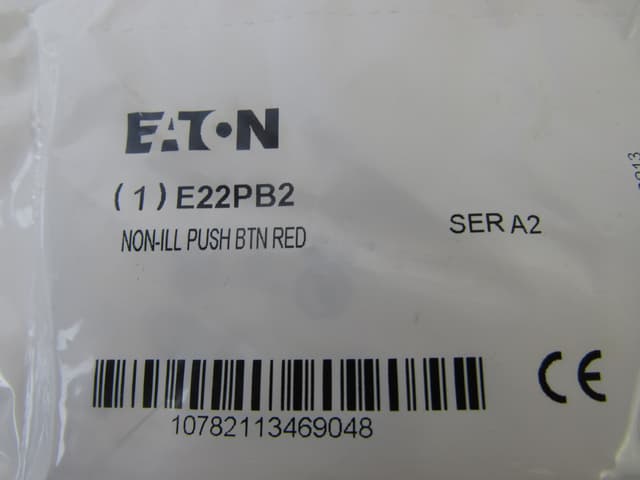 EATON
(1) E22PB2
NON-ILL PUSH BTN RED
SER A2
10782113469048
CE